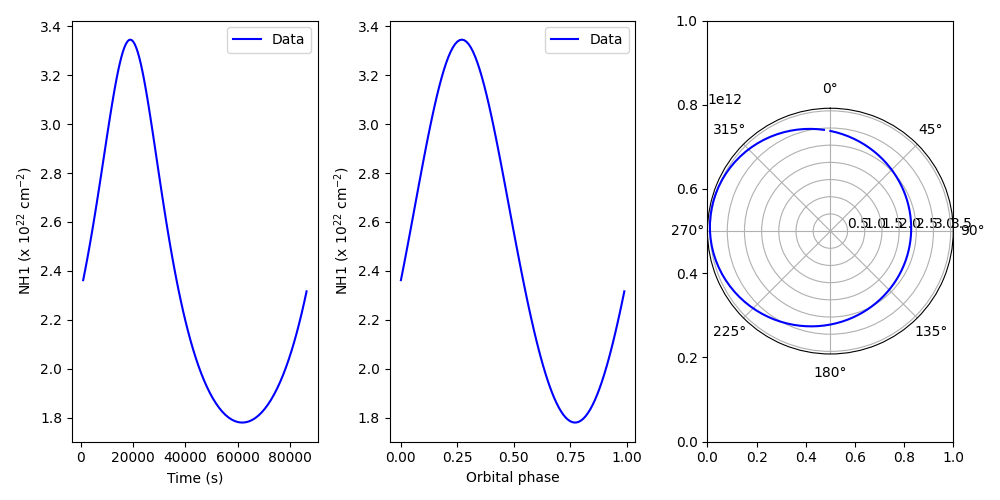 3.4
3.2
3.0
2.8
2.6
2.4
2.2
2.0
1.8
NH1 (x 10^22 cm^−2)
0 20000 40000 60000 80000
Time (s)
Data
3.4
3.2
3.0
2.8
2.6
2.4
2.2
2.0
1.8
NH1 (x 10^22 cm^−2)
0.00 0.25 0.50 0.75 1.00
Orbital phase
Data
1.0
0.8
0.6
0.4
0.2
0.0
0.0 0.2 0.4 0.6 0.8 1.0
1e12
0°
45°
90°
135°
180°
225°
270°
315°
0.5 1.0 1.5 2.0 2.5 3.0 3.5